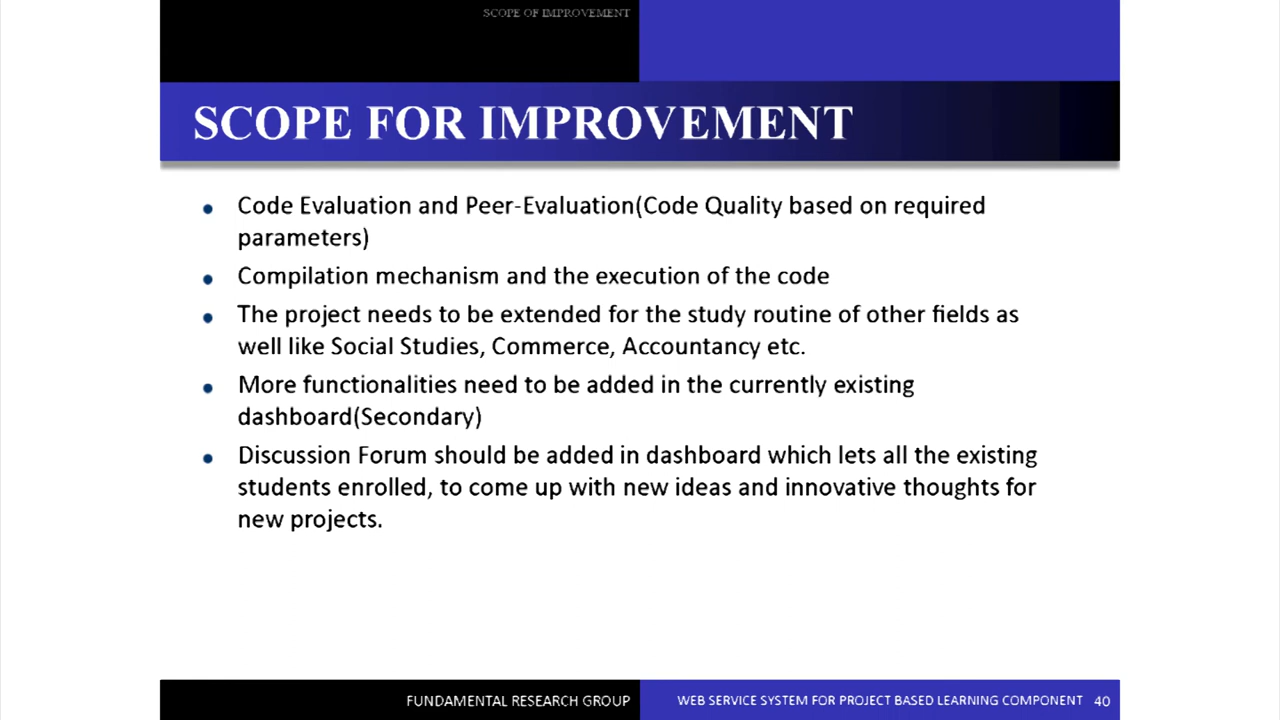 SCOPE OF IMPROVEMENT
SCOPE FOR IMPROVEMENT
• Code Evaluation and Peer-Evaluation(Code Quality based on required
parameters)
• Compilation mechanism and the execution of the code
• The project needs to be extended for the study routine of other fields as
well like Social Studies, Commerce, Accountancy etc.
• More functionalities need to be added in the currently existing
dashboard(Secondary)
• Discussion Forum should be added in dashboard which lets all the existing
students enrolled, to come up with new ideas and innovative thoughts for
new projects.
FUNDAMENTAL RESEARCH GROUP WEB SERVICE SYSTEM FOR PROJECT BASED LEARNING COMPONENT 40